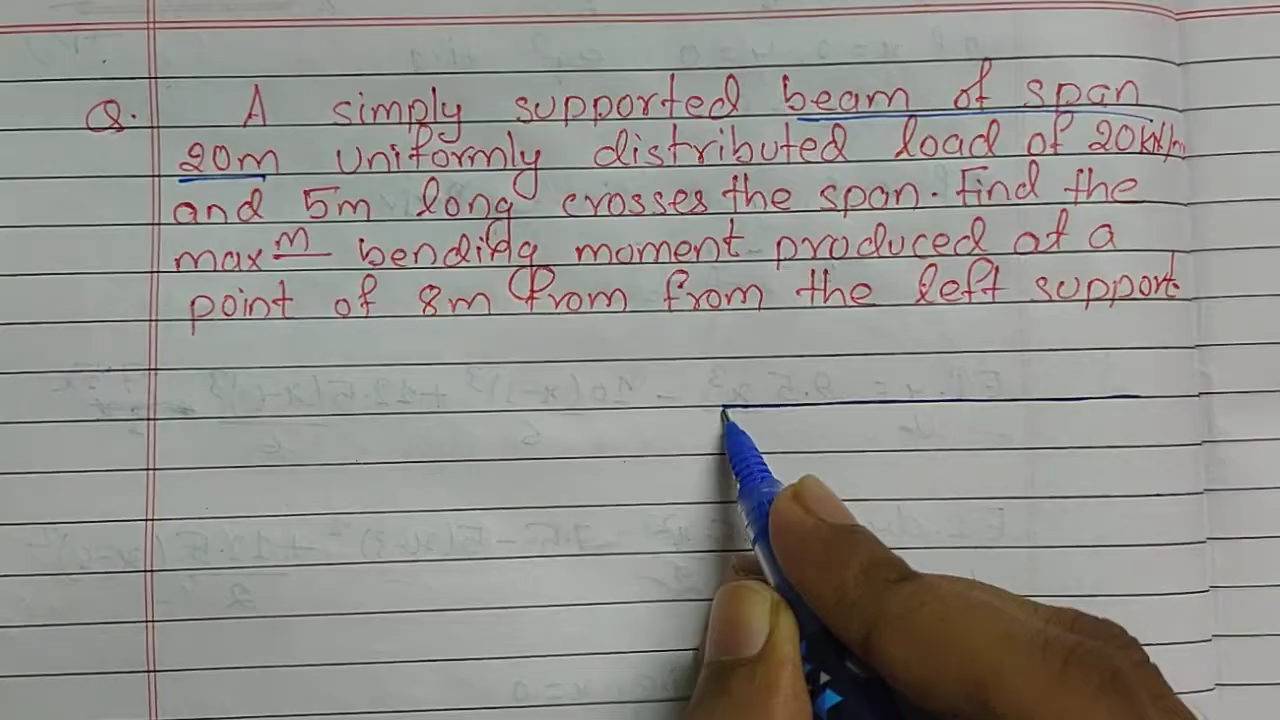 Q. A simply supported beam of span
20m uniformly distributed load of 20kN/m
and 5m long crosses the span. Find the
maxm bending moment produced at a
point of 8m from from the left support.